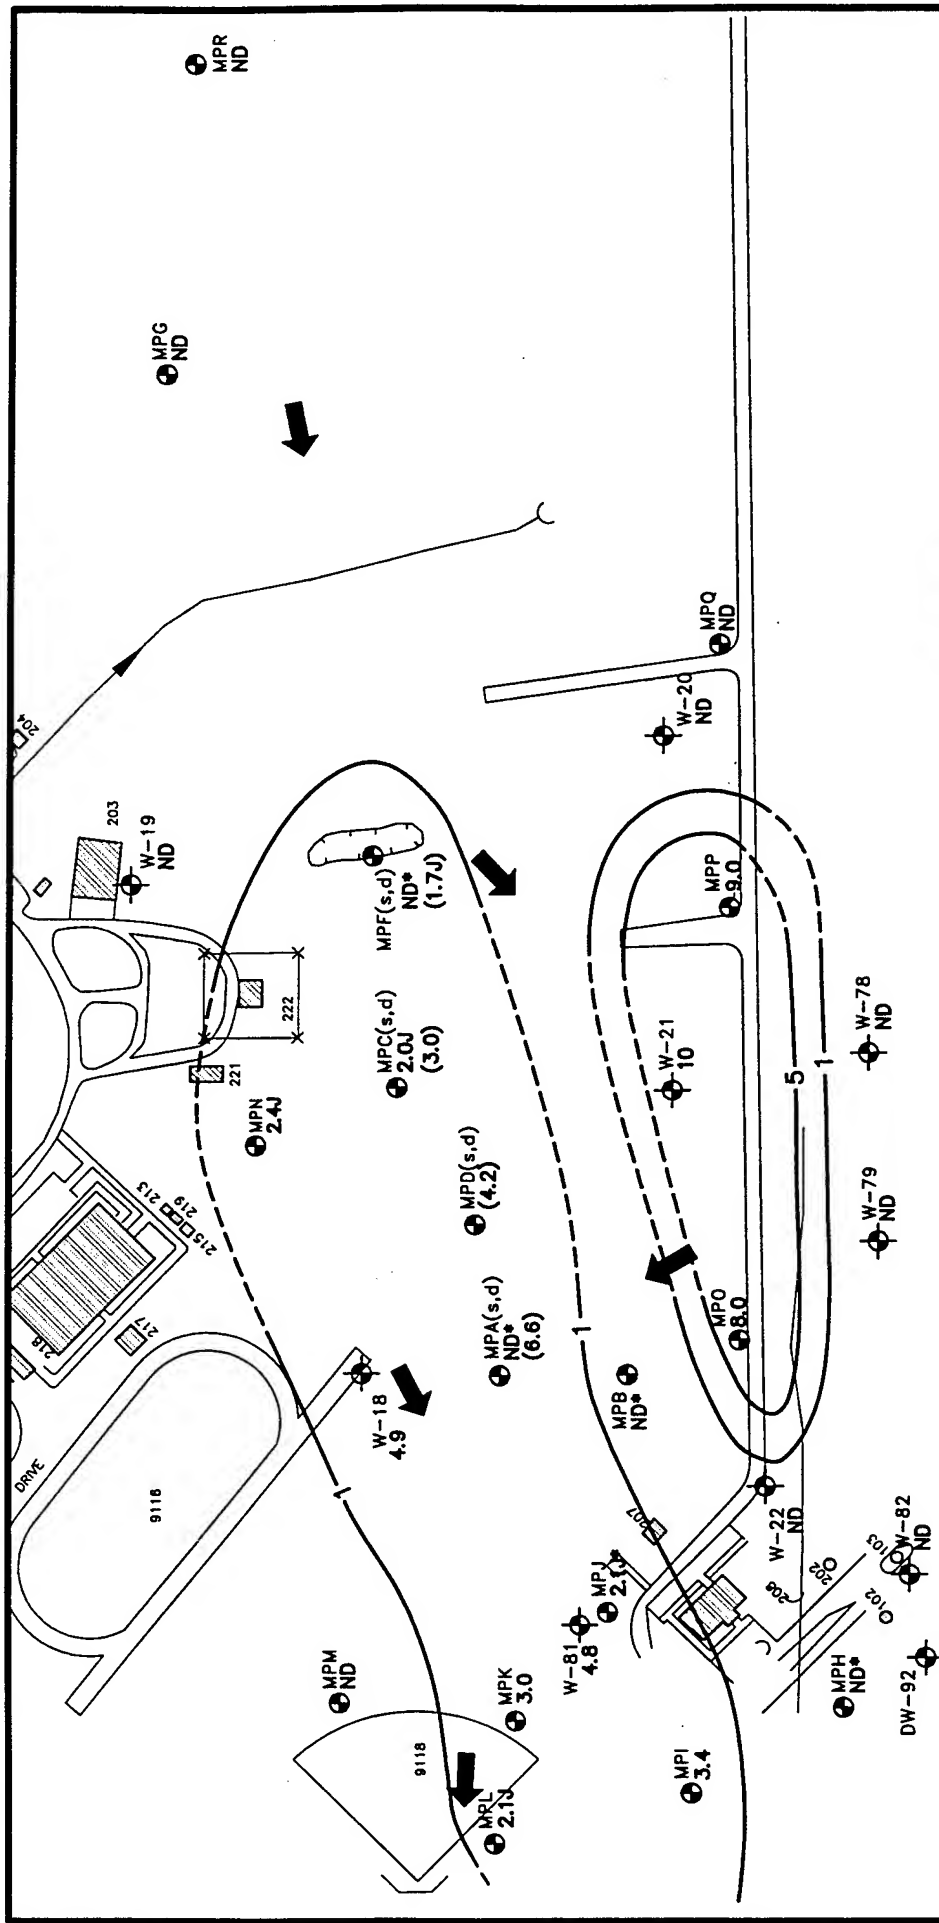 MPR
ND
MPG
ND
204
203
W-19
ND
MPQ
ND
W-20
ND
MPF(s,d)
ND*
(1.7J)
MPP
9.0
222
221
MPC(s,d)
2.0J
(3.0)
MPN
2.4J
W-21
10
W-78
ND
5
1
213
219
215
MPD(s,d)
(4.2)
W-79
ND
217
218
MPA(s,d)
ND*
(6.6)
1
MPO
8.0
MPB
ND*
W-18
4.9
DRIVE
9116
1
207
W-22
ND
W-82
ND
103
202
208
102
MPJ
2.1J*
W-81
4.8
MPM
ND
MPK
3.0
MPH
ND*
DW-92
9118
MPI
3.4
MPL
2.1J